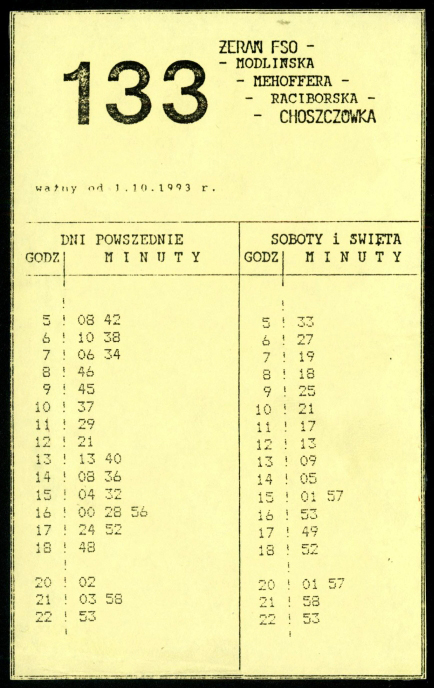 133
ŻERAŃ FSO -
- MODLIŃSKA
- MEHOFFERA -
- RACIBORSKA -
- CHOSZCZÓWKA
ważny od 1.10.1993 r.
DNI POWSZEDNIE
GODZ| M I N U T Y
!
5 ! 08 42
6 ! 10 38
7 ! 06 34
8 ! 46
9 ! 45
10 ! 37
11 ! 29
12 ! 21
13 ! 13 40
14 ! 08 36
15 ! 04 32
16 ! 00 28 56
17 ! 24 52
18 ! 48
!
20 ! 02
21 ! 03 58
22 ! 53
!
SOBOTY i ŚWIĘTA
GODZ| M I N U T Y
!
5 ! 33
6 ! 27
7 ! 19
8 ! 18
9 ! 25
10 ! 21
11 ! 17
12 ! 13
13 ! 09
14 ! 05
15 ! 01 57
16 ! 53
17 ! 49
18 ! 52
!
20 ! 01 57
21 ! 58
22 ! 53
!